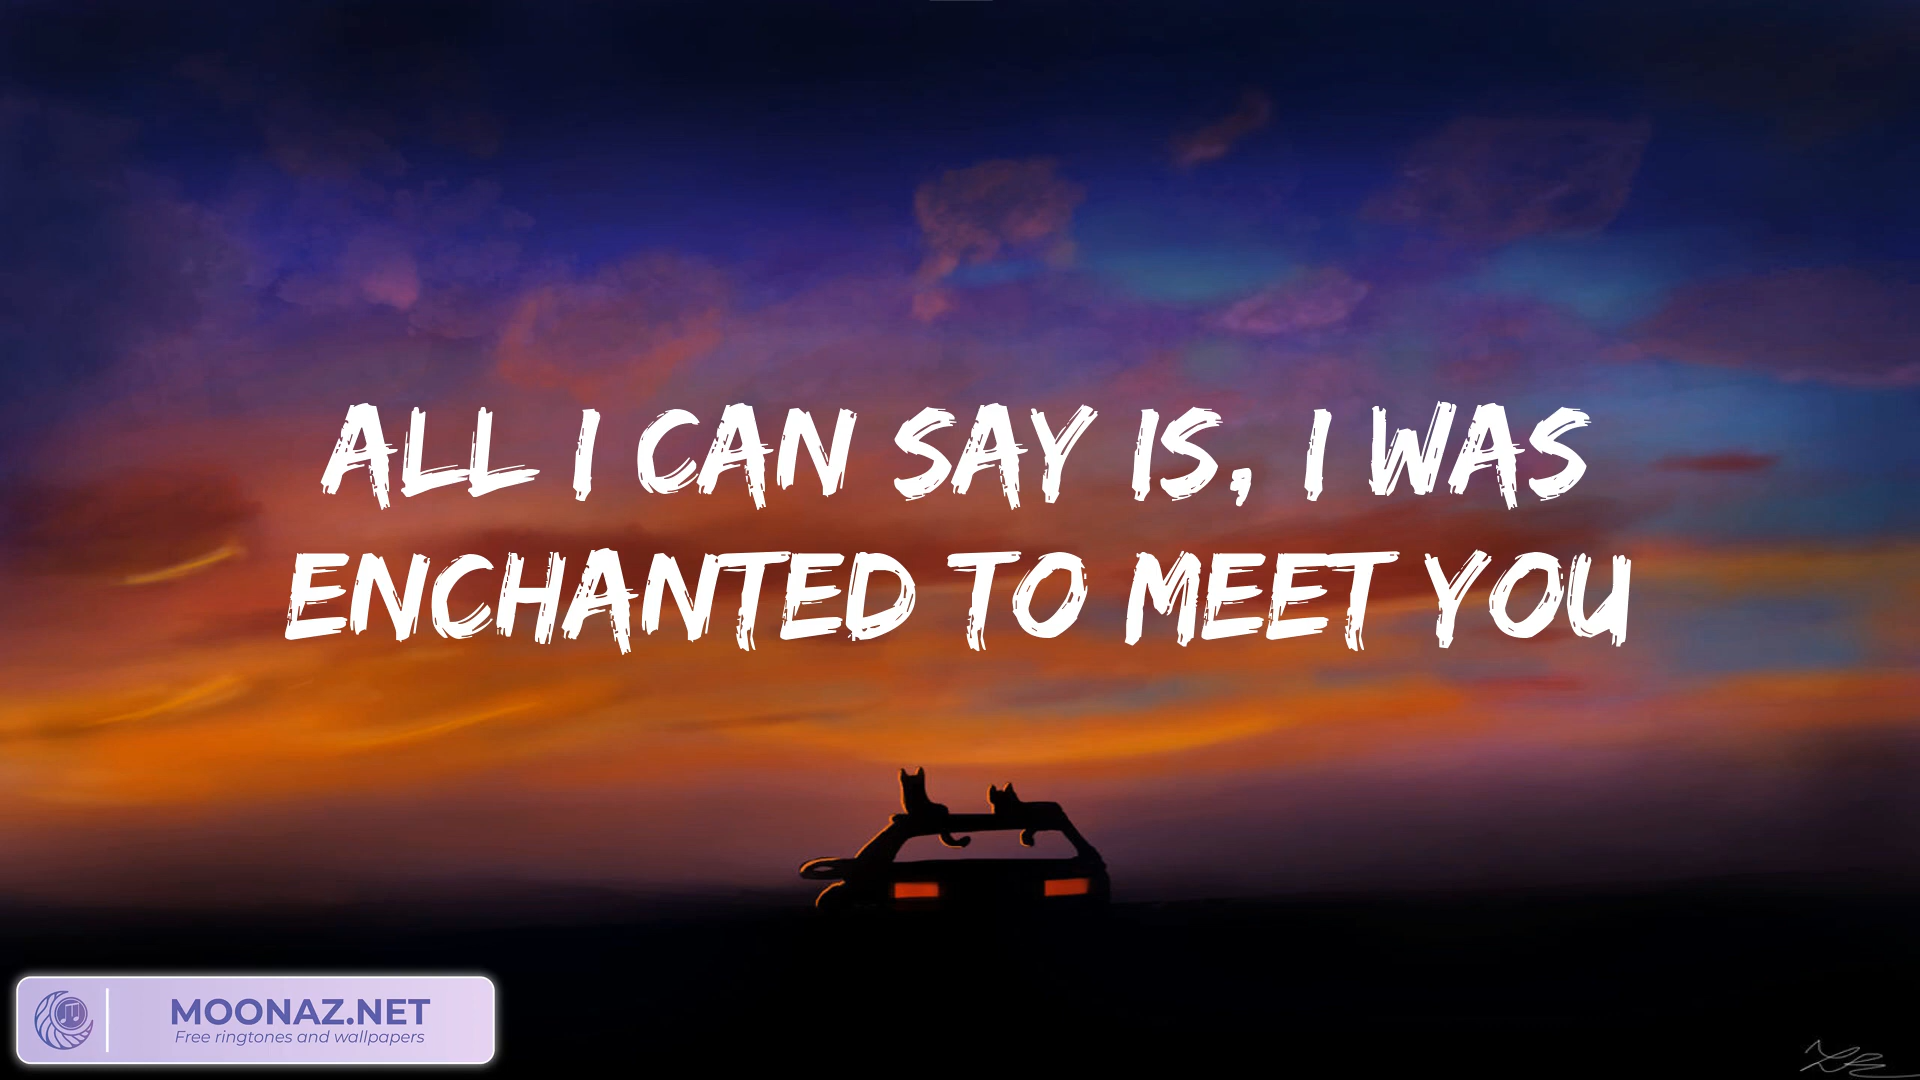 ALL I CAN SAY IS, I WAS
ENCHANTED TO MEET YOU
MOONAZ.NET
Free ringtones and wallpapers